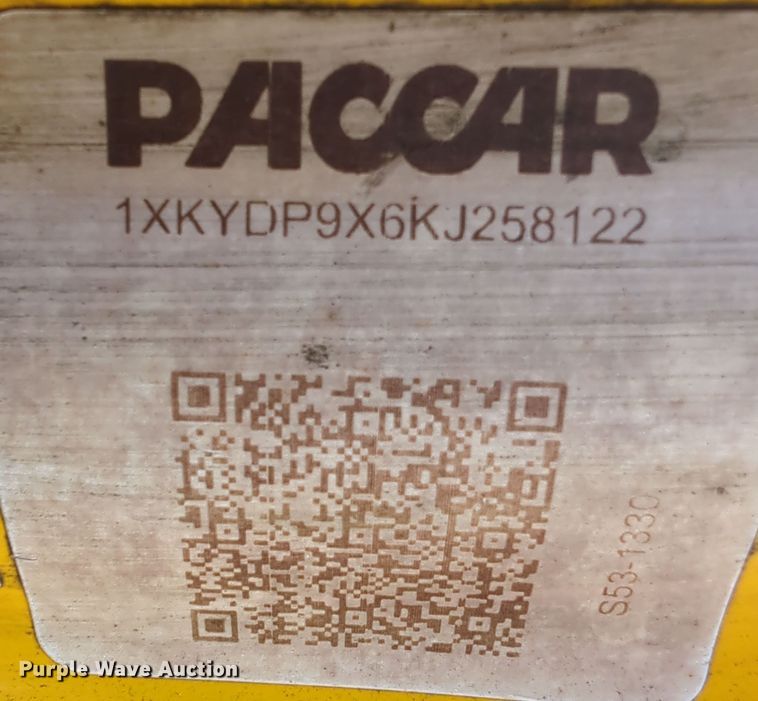 PACCAR
1XKYDP9X6KJ258122
S53-1330
Purple Wave Auction